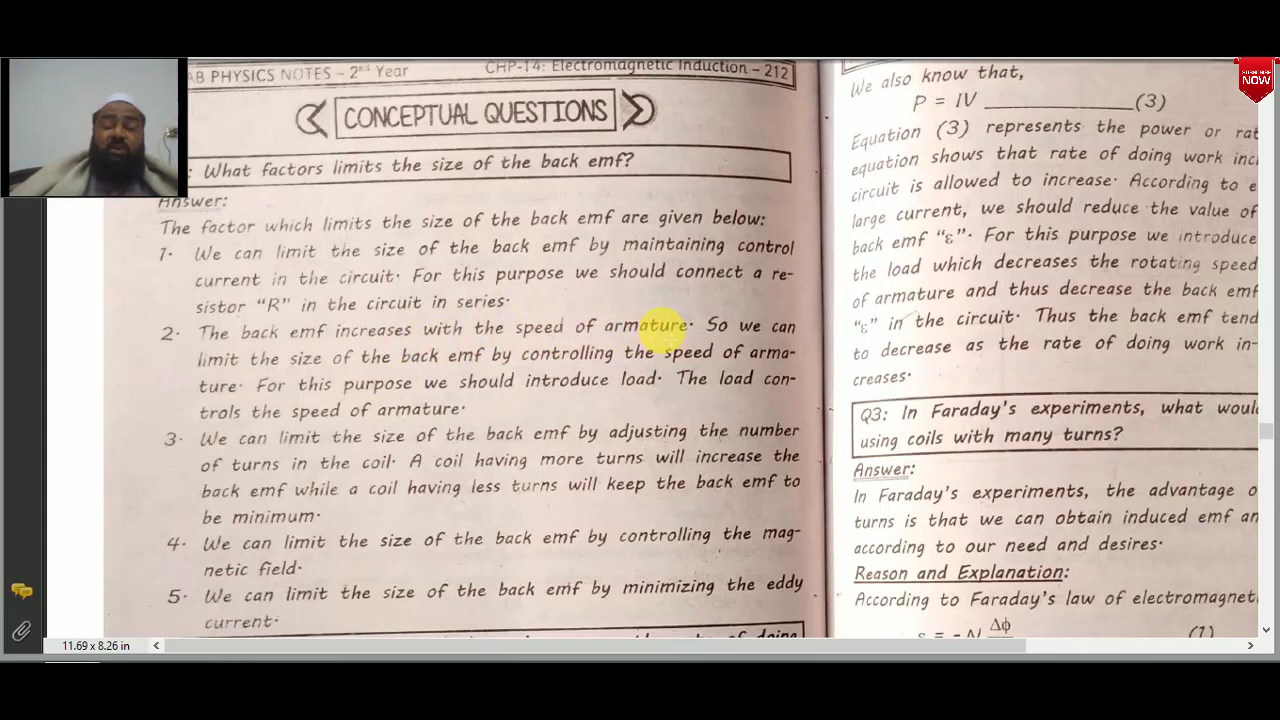 AB PHYSICS NOTES – 2nd Year
CHP-14: Electromagnetic Induction – 212
CONCEPTUAL QUESTIONS
: What factors limits the size of the back emf?
Answer:
The factor which limits the size of the back emf are given below:
1· We can limit the size of the back emf by maintaining control
current in the circuit· For this purpose we should connect a re-
sistor "R" in the circuit in series·
2· The back emf increases with the speed of armature· So we can
limit the size of the back emf by controlling the speed of arma-
ture· For this purpose we should introduce load· The load con-
trols the speed of armature·
3· We can limit the size of the back emf by adjusting the number
of turns in the coil· A coil having more turns will increase the
back emf while a coil having less turns will keep the back emf to
be minimum·
4· We can limit the size of the back emf by controlling the mag-
netic field·
5· We can limit the size of the back emf by minimizing the eddy
current·
We also know that,
P = IV ______________(3)
Equation (3) represents the power or rat
equation shows that rate of doing work inc
circuit is allowed to increase· According to e
large current, we should reduce the value of
back emf "ε"· For this purpose we introduce
the load which decreases the rotating speed
of armature and thus decrease the back emf
"ε" in the circuit· Thus the back emf tend
to decrease as the rate of doing work in-
creases·
Q3: In Faraday's experiments, what woul
using coils with many turns?
Answer:
In Faraday's experiments, the advantage o
turns is that we can obtain induced emf an
according to our need and desires·
Reason and Explanation:
According to Faraday's law of electromagnet
ε = -N Δϕ (1)
SUBSCRIBE
NOW
11.69 x 8.26 in